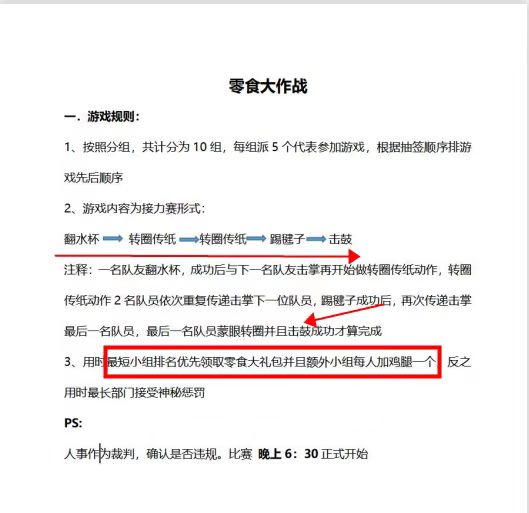 零食大作战
一．游戏规则：
1、按照分组，共计分为 10 组，每组派 5 个代表参加游戏，根据抽签顺序排游
戏先后顺序
2、游戏内容为接力赛形式：
翻水杯 转圈传纸 转圈传纸 踢毽子 击鼓
注释：一名队友翻水杯，成功后与下一名队友击掌再开始做转圈传纸动作，转圈
传纸动作 2 名队员依次重复传递击掌下一位队员，踢毽子成功后，再次传递击掌
最后一名队员，最后一名队员蒙眼转圈并且击鼓成功才算完成
3、用时最短小组排名优先领取零食大礼包并且额外小组每人加鸡腿一个，反之
用时最长部门接受神秘惩罚
PS:
人事作为裁判，确认是否违规。比赛 晚上 6：30 正式开始